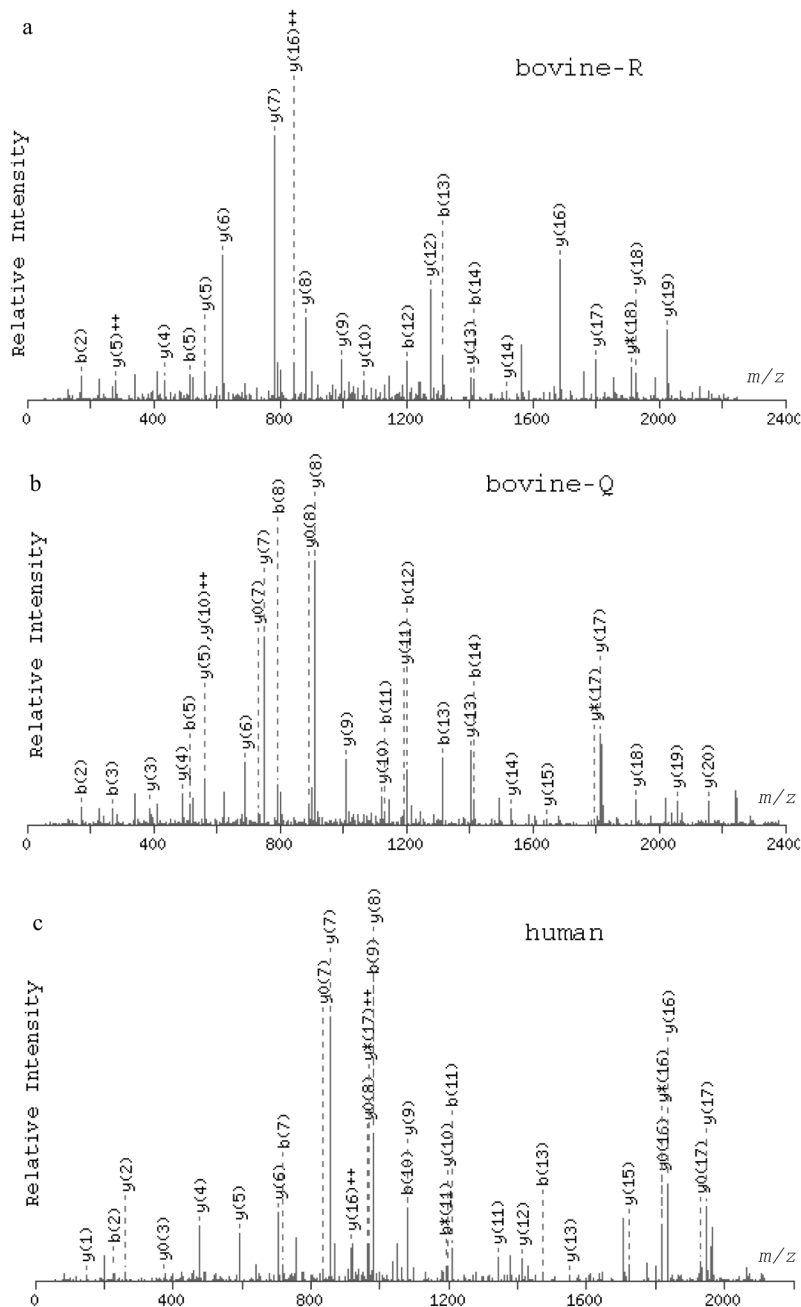 a
bovine-R
Relative Intensity
b(2)
y(5)++
y(4)
b(5)
y(5)
y(6)
y(7)
y(16)++
y(8)
y(9)
y(10)
b(12)
y(12)
b(13)
y(13)
b(14)
y(14)
y(16)
y(17)
y*(18)
y(18)
y(19)
m/z
0 400 800 1200 1600 2000 2400
b
bovine-Q
Relative Intensity
b(2)
b(3)
y(3)
y(4)
b(5)
y(5),y(10)++
y(6)
y0(7)
y(7)
b(8)
y0(8)
y(8)
y(9)
y(10)
b(11)
y(11)
b(12)
b(13)
y(13)
b(14)
y(14)
y(15)
y*(17)
y(17)
y(18)
y(19)
y(20)
m/z
0 400 800 1200 1600 2000 2400
c
human
Relative Intensity
y(1)
b(2)
y(2)
y0(3)
y(4)
y(5)
y(6)
b(7)
y0(7)
y(7)
y(16)++
y0(8)
y*(17)++
b(9)
y(8)
b(10)
y(9)
b*(11)
y(10)
b(11)
y(11)
y(12)
b(13)
y(13)
y(15)
y0(16)
y*(16)
y(16)
y0(17)
y(17)
m/z
0 400 800 1200 1600 2000